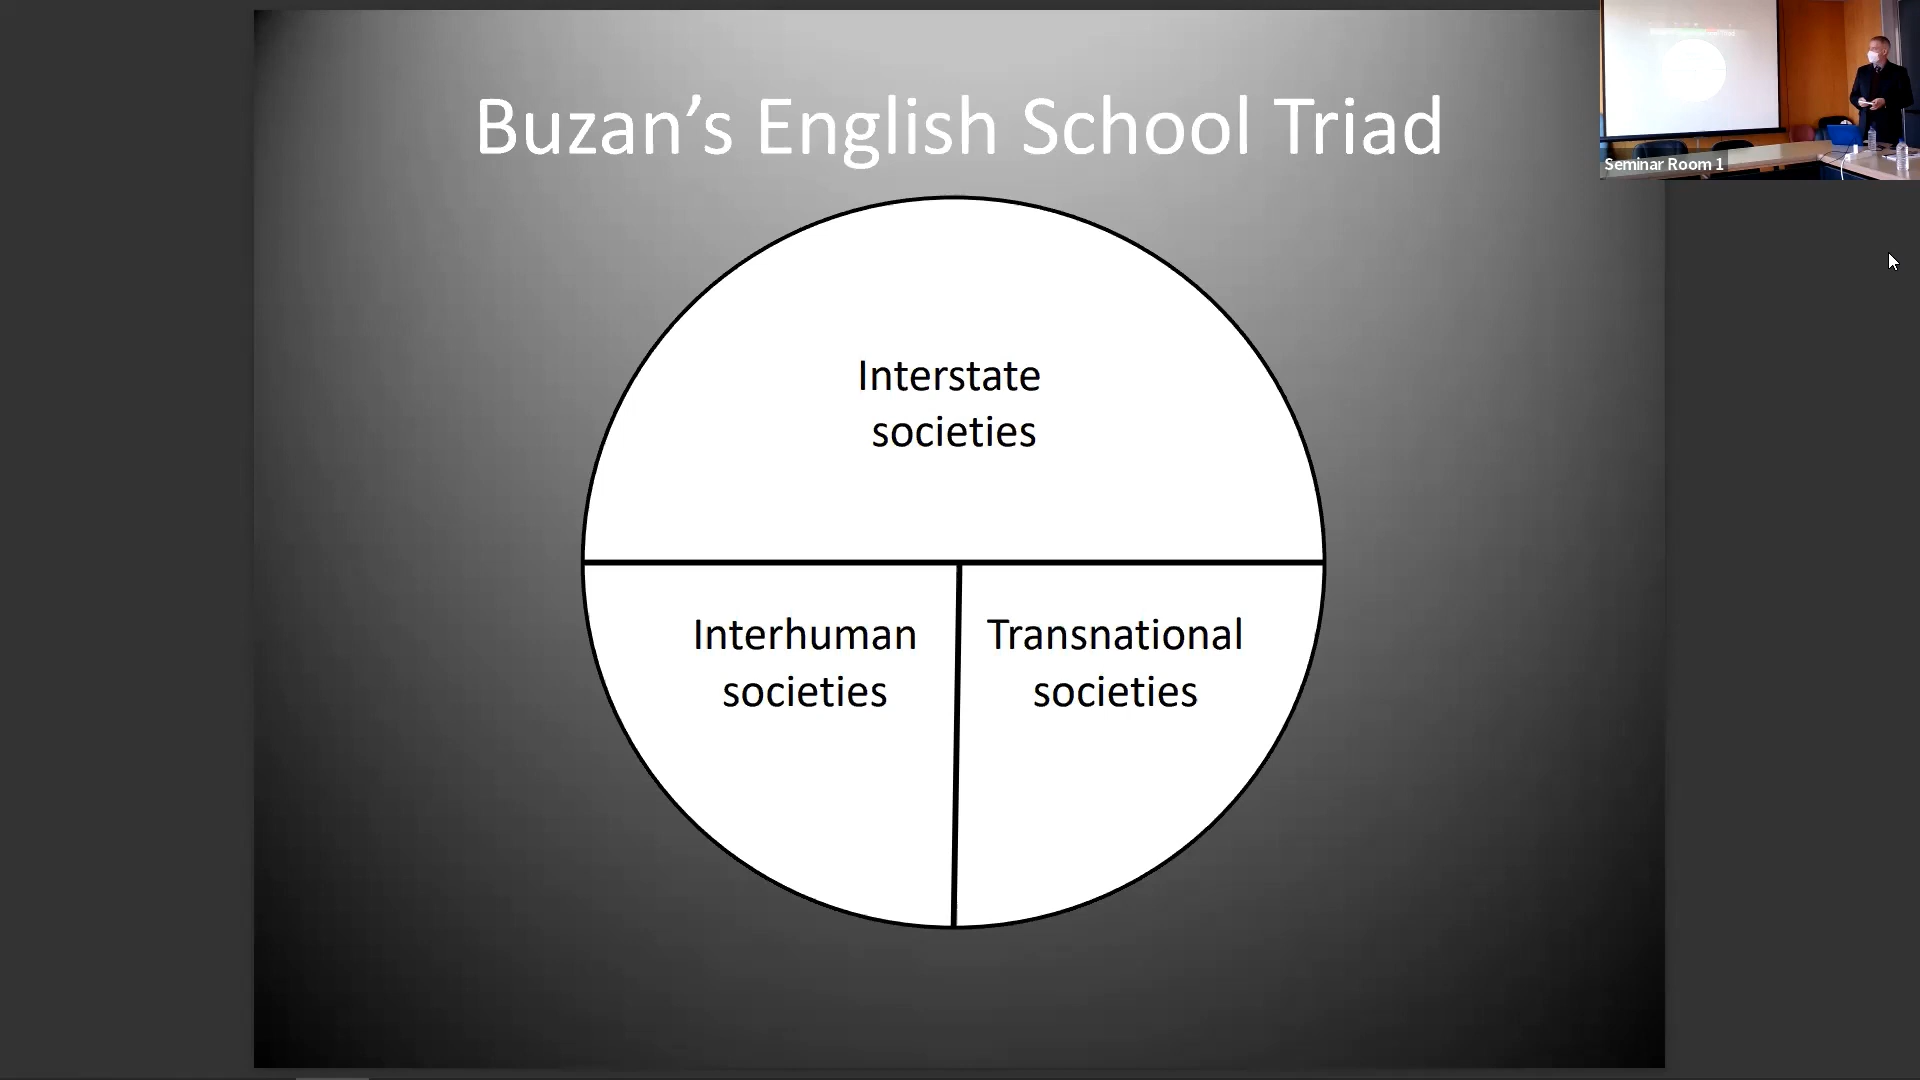 Buzan’s English School Triad
Interstate
societies
Interhuman
societies
Transnational
societies
Seminar Room 1